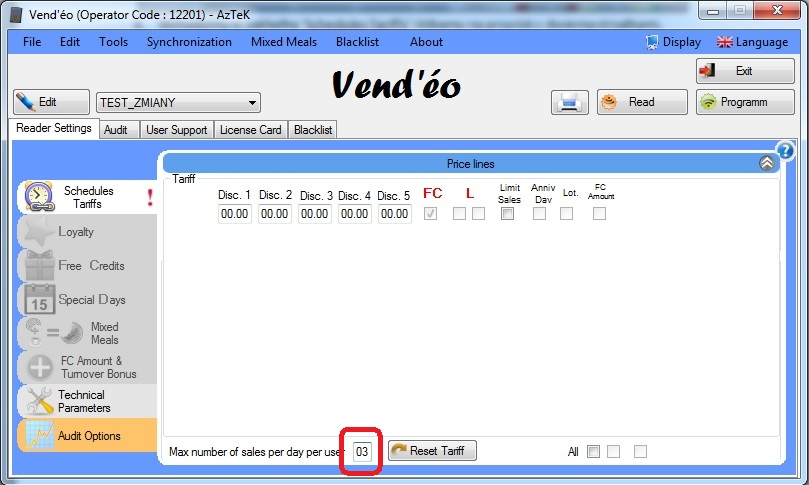 Vend'éo (Operator Code : 12201) - AzTeK
File Edit Tools Synchronization Mixed Meals Blacklist About Display Language
Vend'éo
Exit
Edit TEST_ZMIANY Read Programm
Reader Settings Audit User Support License Card Blacklist
?
Price lines
Schedules
Tariffs !
Loyalty
Free Credits
15 Special Days
Mixed
Meals
FC Amount &
Turnover Bonus
Technical
Parameters
Audit Options
Tariff
Disc. 1 Disc. 2 Disc. 3 Disc. 4 Disc. 5 FC L Limit Sales Anniv Day Lot. FC Amount
00.00 00.00 00.00 00.00 00.00
Max number of sales per day per user 03 Reset Tariff All